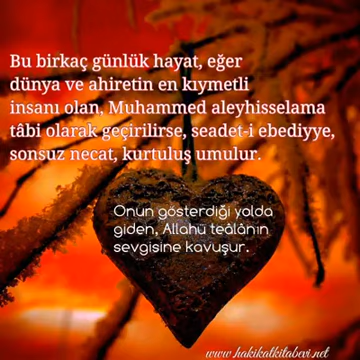 Bu birkaç günlük hayat, eğer
dünya ve ahiretin en kıymetli
insanı olan, Muhammed aleyhisselama
tâbi olarak geçirilirse, seadet-i ebediyye,
sonsuz necat, kurtuluş umulur.
Onun gösterdiği yolda
giden, Allahü teâlânın
sevgisine kavuşur.
www.hakikatkitabevi.net